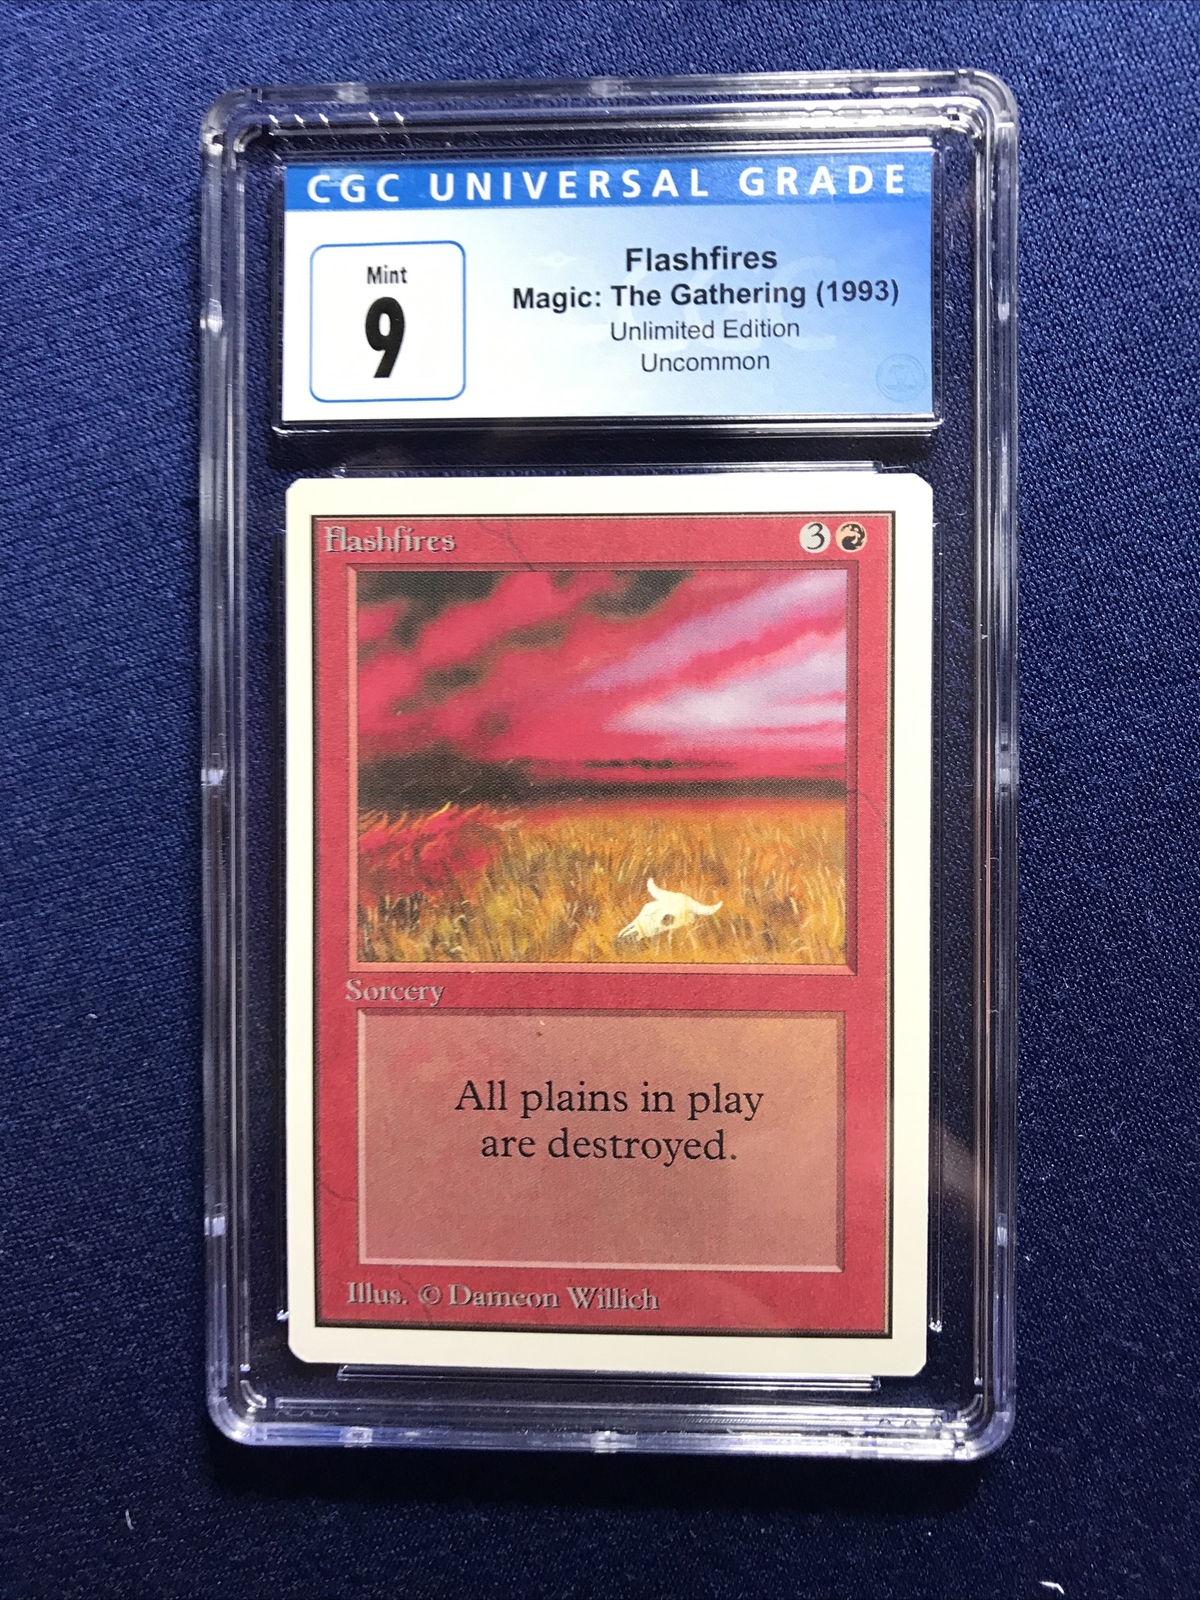 CGC UNIVERSAL GRADE
Mint
9
Flashfires
Magic: The Gathering (1993)
Unlimited Edition
Uncommon
Flashfires
3
Sorcery
All plains in play
are destroyed.
Illus. © Dameon Willich